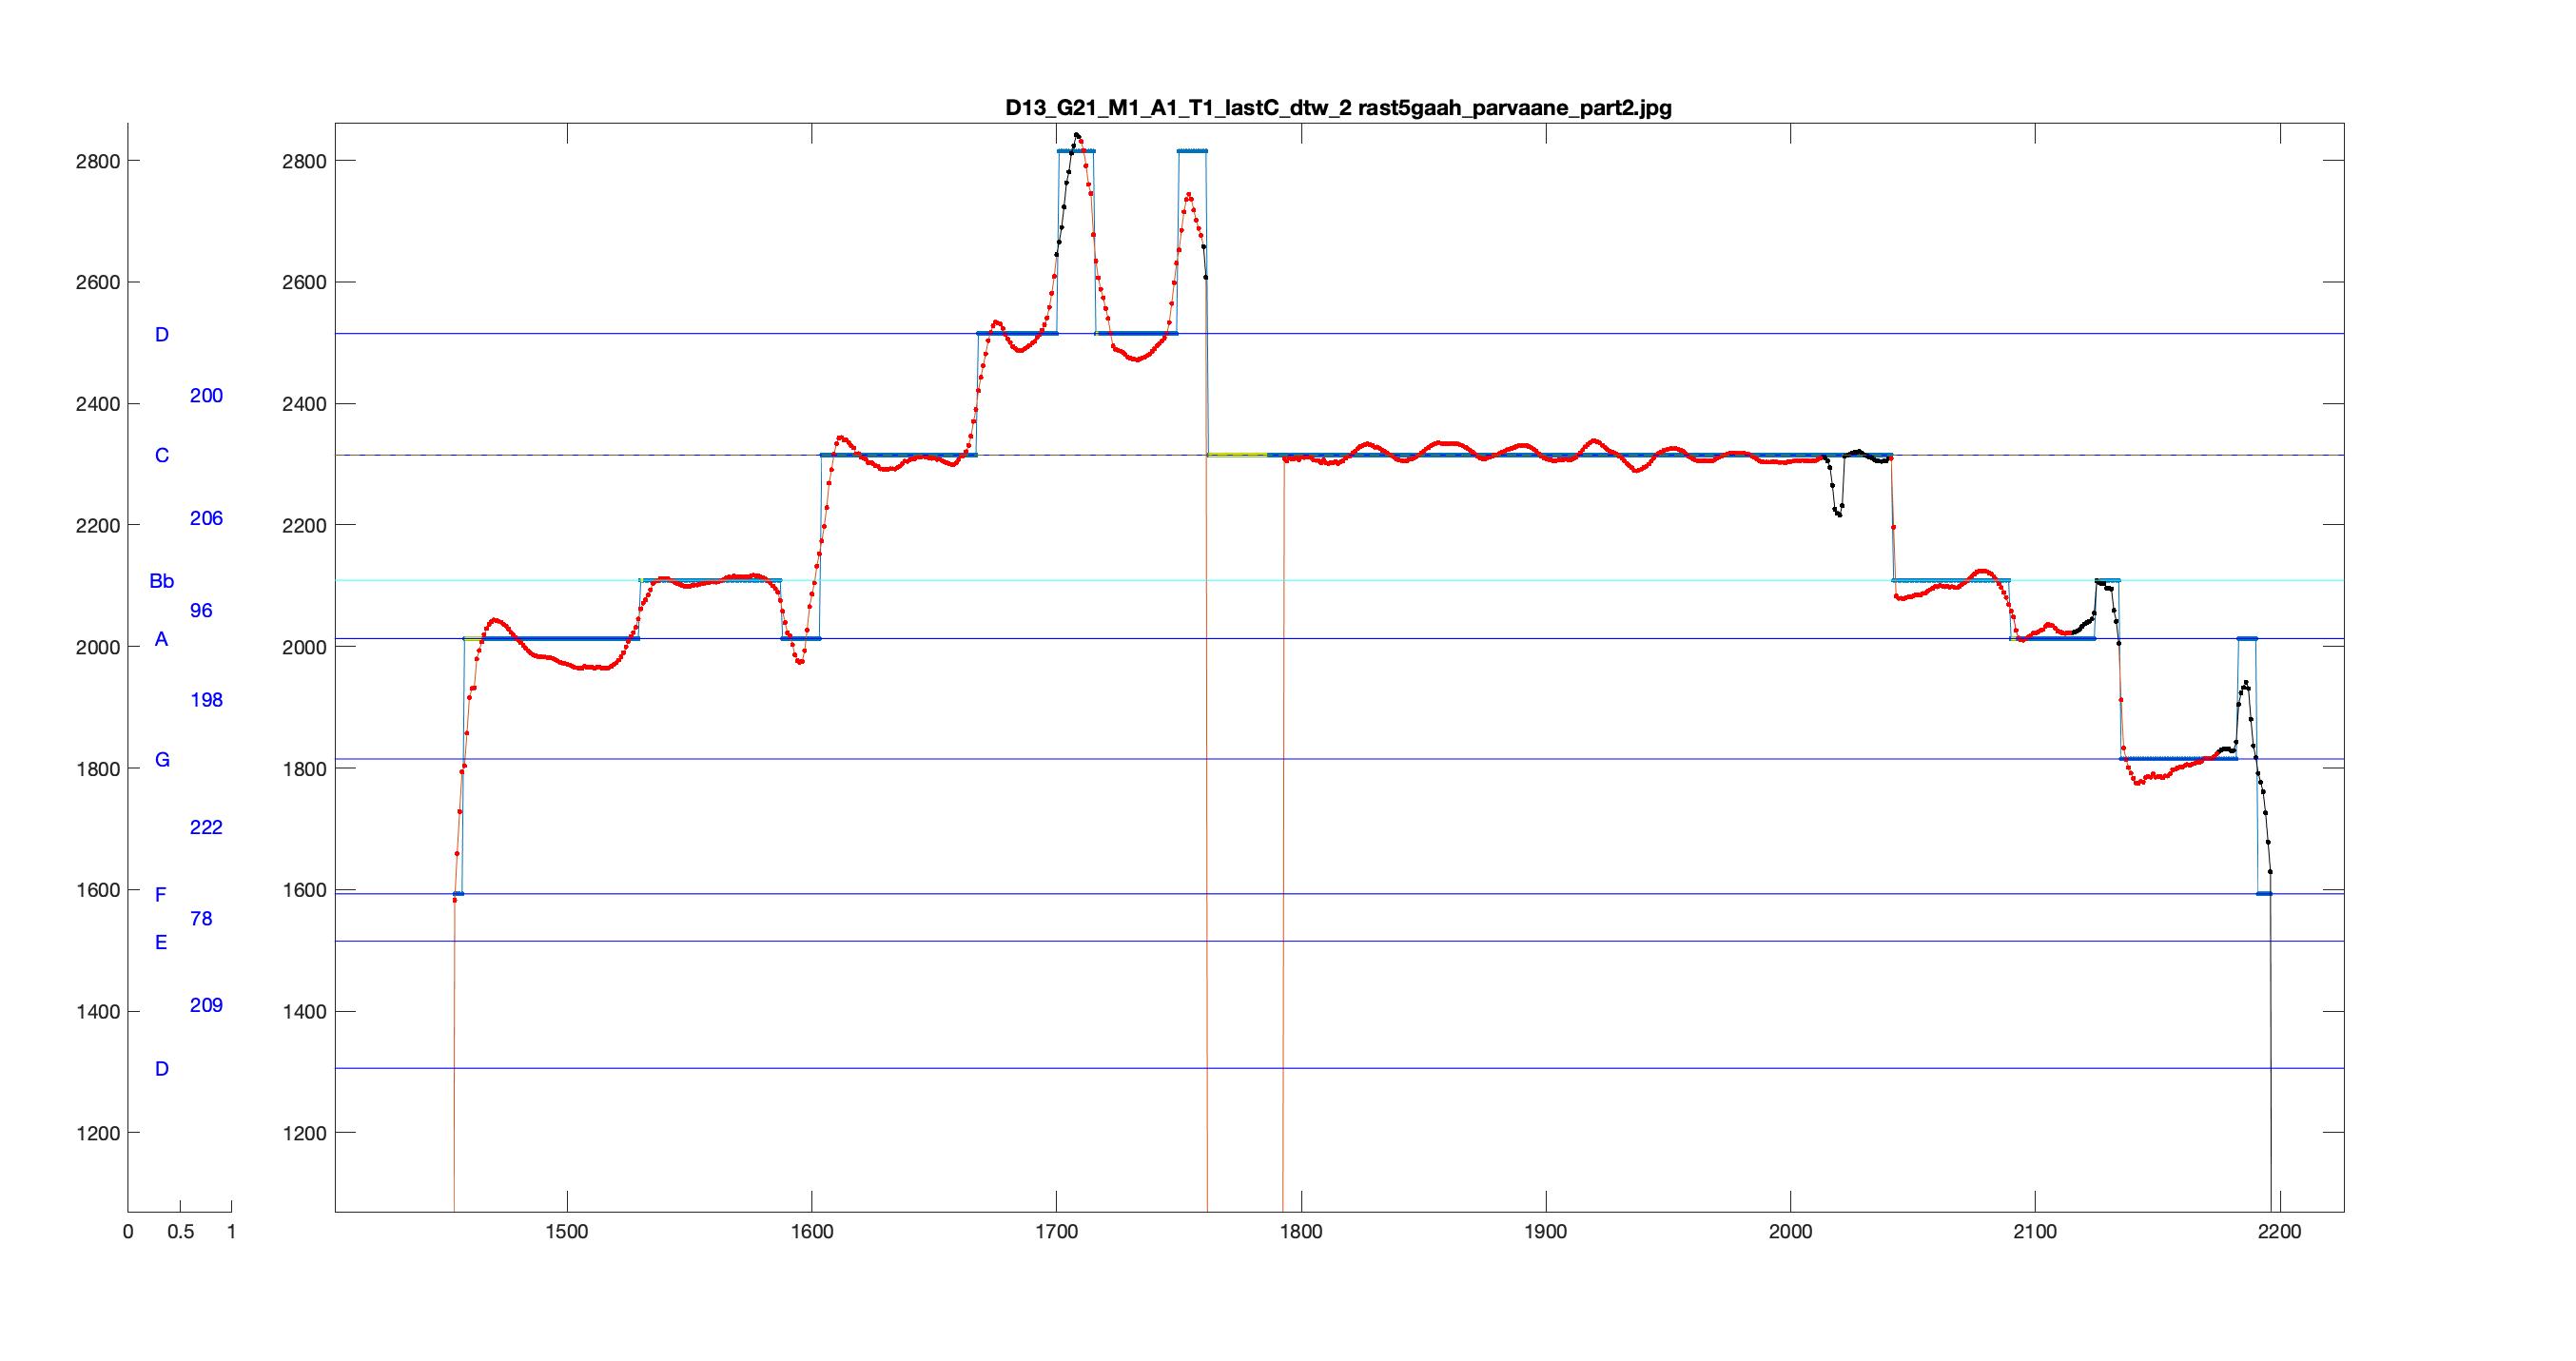 D13_G21_M1_A1_T1_lastC_dtw_2 rast5gaah_parvaane_part2.jpg
2800 2800
2600 2600
D
200
2400 2400
C
206
2200 2200
Bb
96
A
2000 2000
198
G
1800 1800
222
1600 F 1600
78
E
209
1400 1400
D
1200 1200
0 0.5 1 1500 1600 1700 1800 1900 2000 2100 2200